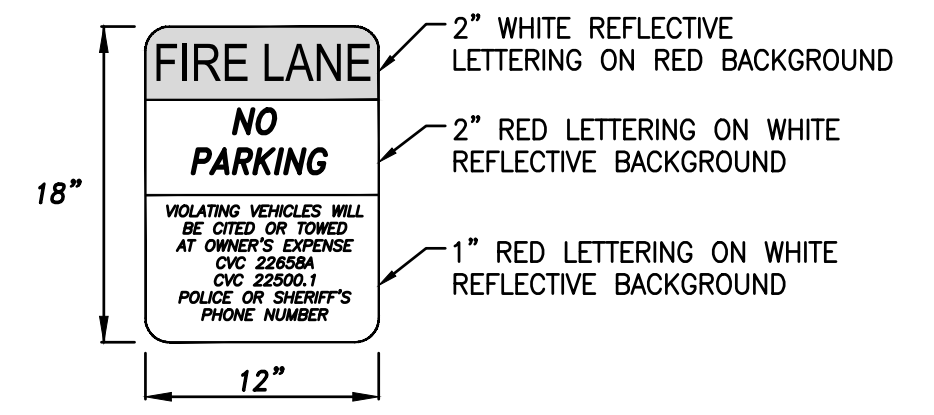 FIRE LANE
NO
PARKING
VIOLATING VEHICLES WILL
BE CITED OR TOWED
AT OWNER'S EXPENSE
CVC 22658A
CVC 22500.1
POLICE OR SHERIFF'S
PHONE NUMBER
18”
12”
2” WHITE REFLECTIVE
LETTERING ON RED BACKGROUND
2” RED LETTERING ON WHITE
REFLECTIVE BACKGROUND
1” RED LETTERING ON WHITE
REFLECTIVE BACKGROUND